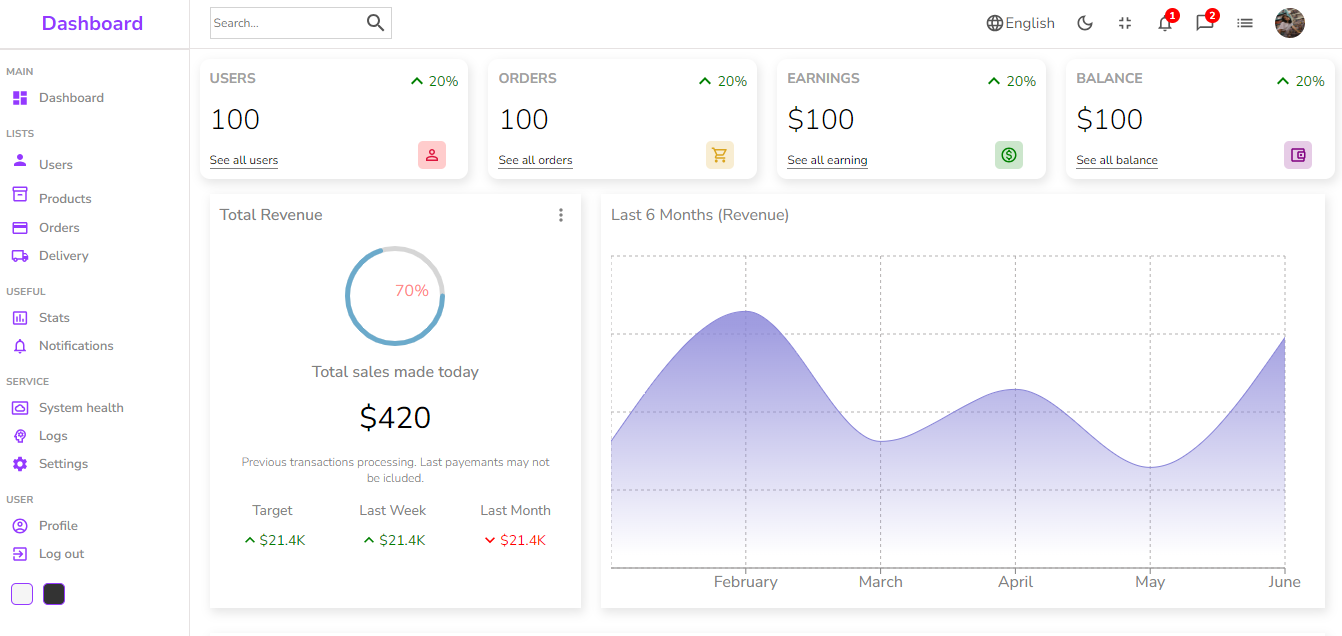 Dashboard
Search...
English
1
2
MAIN
Dashboard
LISTS
Users
Products
Orders
Delivery
USEFUL
Stats
Notifications
SERVICE
System health
Logs
Settings
USER
Profile
Log out
USERS
20%
100
See all users
ORDERS
20%
100
See all orders
EARNINGS
20%
$100
See all earning
BALANCE
20%
$100
See all balance
Total Revenue
70%
Total sales made today
$420
Previous transactions processing. Last payemants may not
be icluded.
Target
Last Week
Last Month
$21.4K
$21.4K
$21.4K
Last 6 Months (Revenue)
February
March
April
May
June